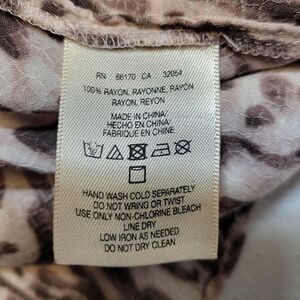 RN 66170 CA 32054
100% RAYON, RAYONNE, RAYÓN
RAYON, REYON
MADE IN CHINA/
HECHO EN CHINA/
FABRIQUE EN CHINE
HAND WASH COLD SEPARATELY
DO NOT WRING OR TWIST
USE ONLY NON-CHLORINE BLEACH
LINE DRY
LOW IRON AS NEEDED
DO NOT DRY CLEAN